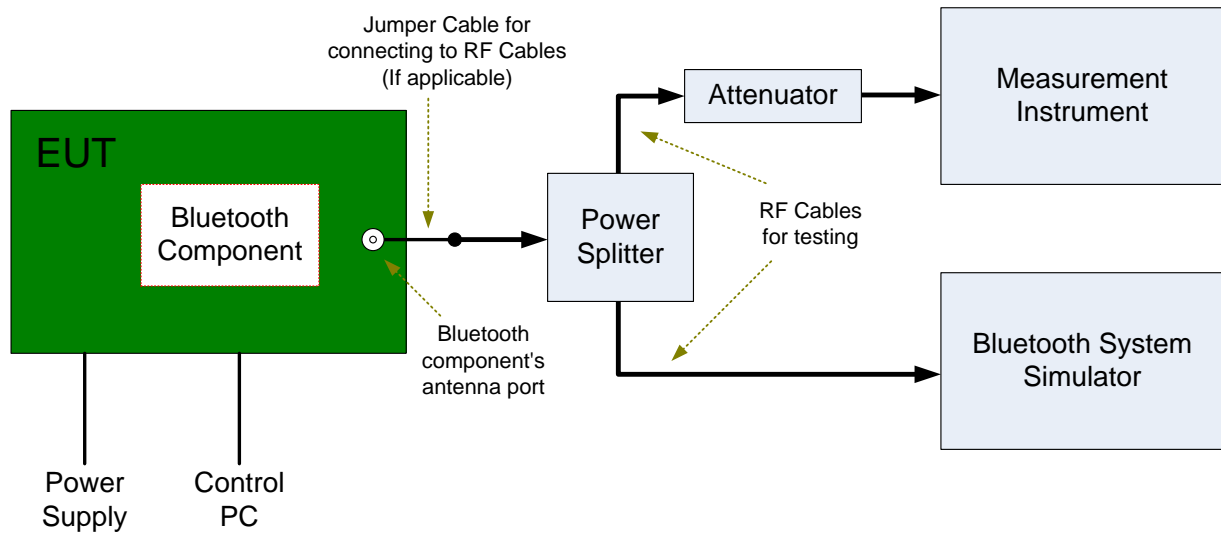 Jumper Cable for
connecting to RF Cables
(If applicable)
EUT
Bluetooth
Component
Bluetooth
component's
antenna port
Power
Supply
Control
PC
Power
Splitter
Attenuator
RF Cables
for testing
Measurement
Instrument
Bluetooth System
Simulator